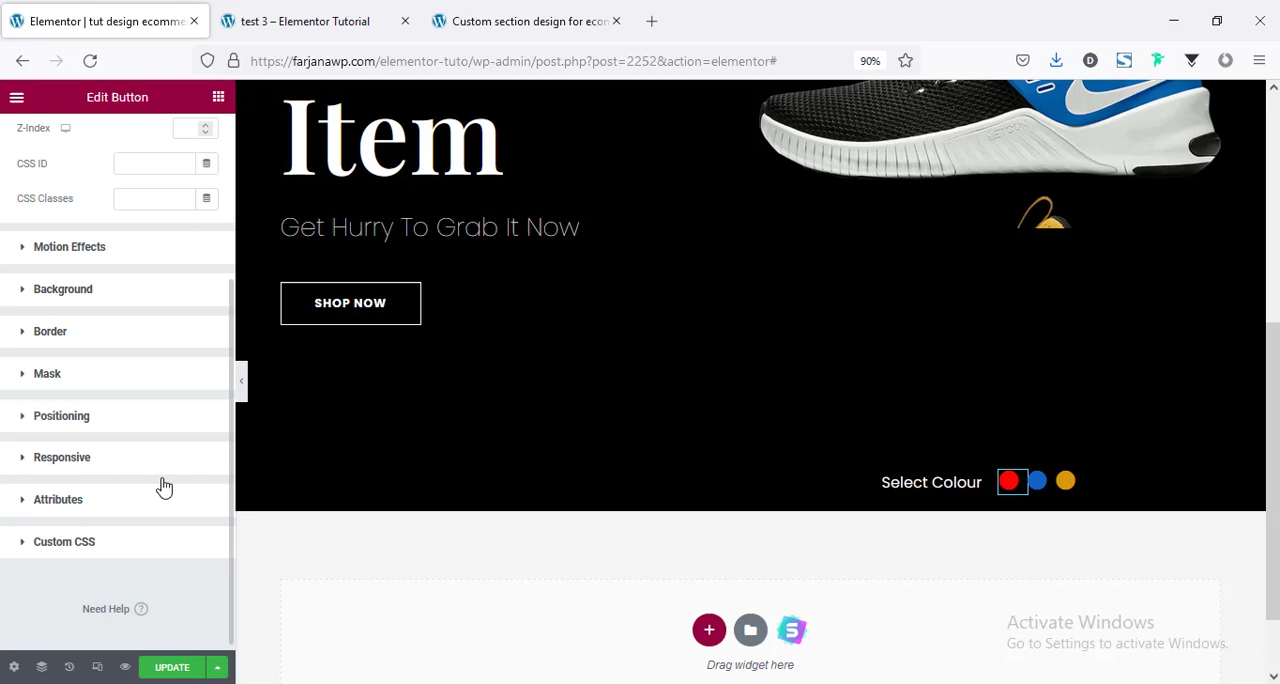 Elementor | tut design ecomme
test 3 – Elementor Tutorial
Custom section design for econ
https://farjanawp.com/elementor-tuto/wp-admin/post.php?post=2252&action=elementor#
90%
Edit Button
Z-Index
CSS ID
CSS Classes
Motion Effects
Background
Border
Mask
Positioning
Responsive
Attributes
Custom CSS
Need Help
UPDATE
Item
Get Hurry To Grab It Now
SHOP NOW
Select Colour
Drag widget here
Activate Windows
Go to Settings to activate Windows.